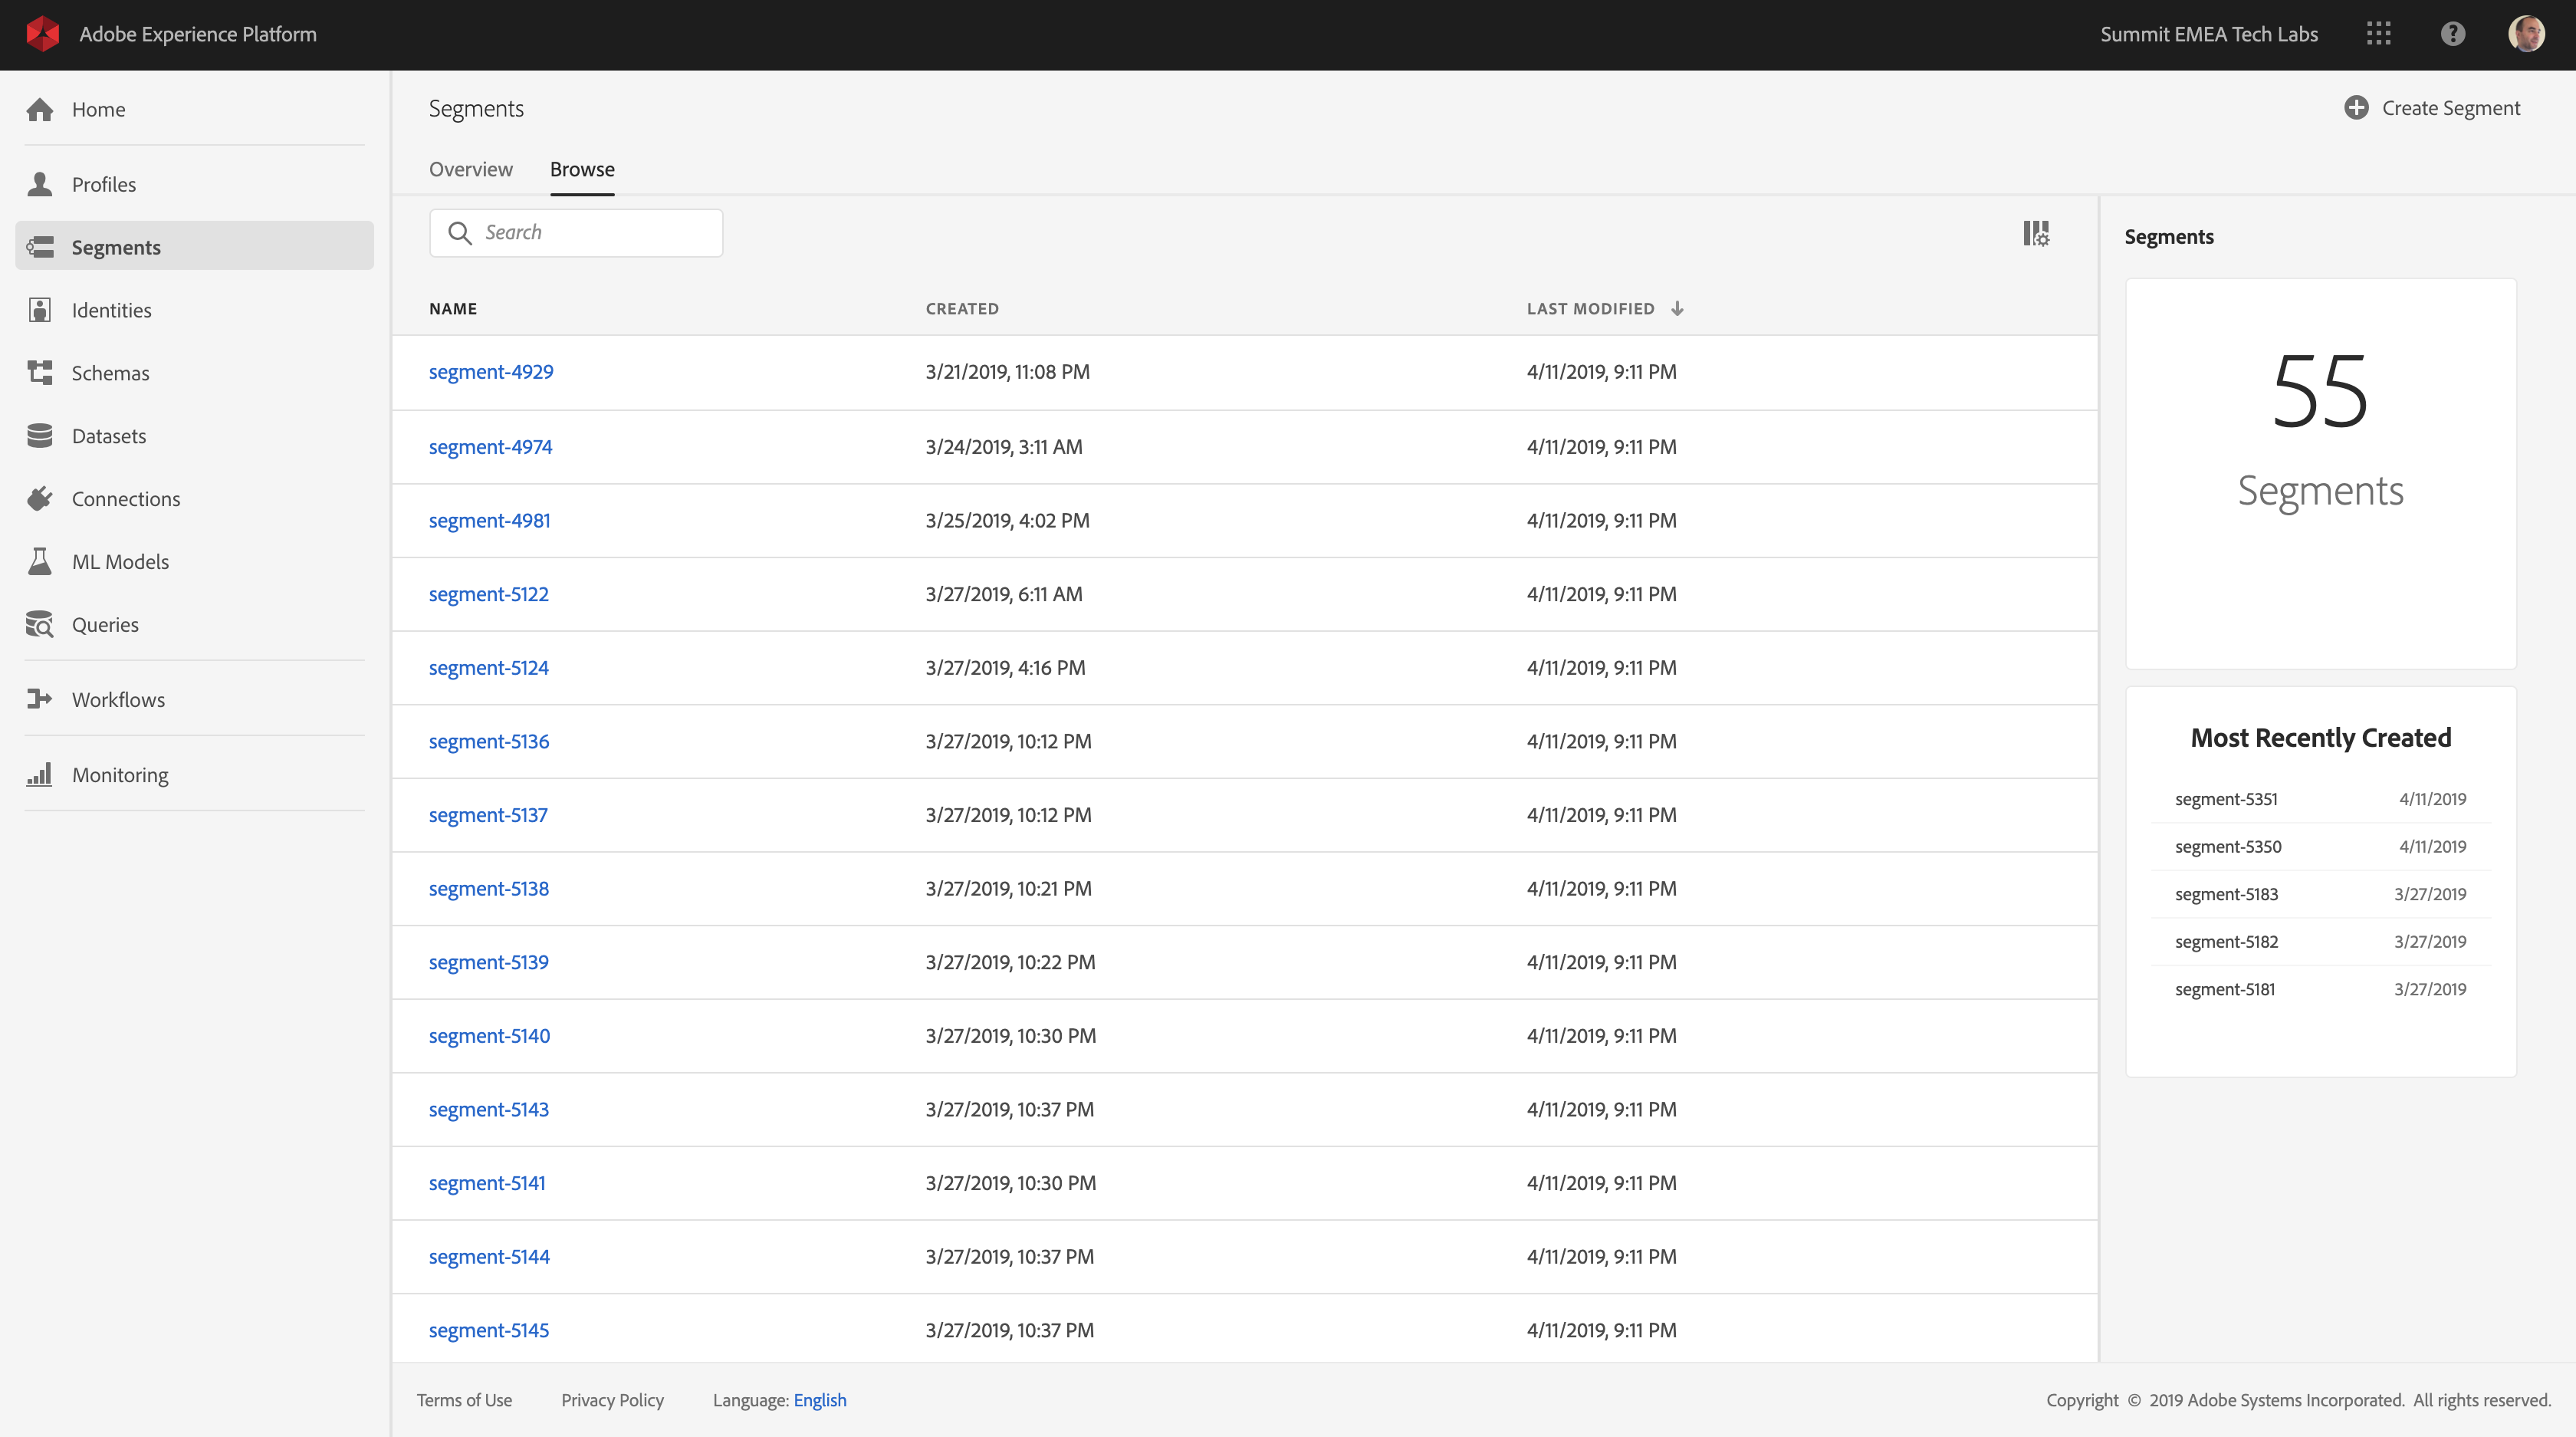 Adobe Experience Platform
Summit EMEA Tech Labs
Home
Profiles
Segments
Identities
Schemas
Datasets
Connections
ML Models
Queries
Workflows
Monitoring
Segments
Create Segment
Overview Browse
Search
NAME CREATED LAST MODIFIED
segment-4929 3/21/2019, 11:08 PM 4/11/2019, 9:11 PM
segment-4974 3/24/2019, 3:11 AM 4/11/2019, 9:11 PM
segment-4981 3/25/2019, 4:02 PM 4/11/2019, 9:11 PM
segment-5122 3/27/2019, 6:11 AM 4/11/2019, 9:11 PM
segment-5124 3/27/2019, 4:16 PM 4/11/2019, 9:11 PM
segment-5136 3/27/2019, 10:12 PM 4/11/2019, 9:11 PM
segment-5137 3/27/2019, 10:12 PM 4/11/2019, 9:11 PM
segment-5138 3/27/2019, 10:21 PM 4/11/2019, 9:11 PM
segment-5139 3/27/2019, 10:22 PM 4/11/2019, 9:11 PM
segment-5140 3/27/2019, 10:30 PM 4/11/2019, 9:11 PM
segment-5143 3/27/2019, 10:37 PM 4/11/2019, 9:11 PM
segment-5141 3/27/2019, 10:30 PM 4/11/2019, 9:11 PM
segment-5144 3/27/2019, 10:37 PM 4/11/2019, 9:11 PM
segment-5145 3/27/2019, 10:37 PM 4/11/2019, 9:11 PM
Segments
55
Segments
Most Recently Created
segment-5351 4/11/2019
segment-5350 4/11/2019
segment-5183 3/27/2019
segment-5182 3/27/2019
segment-5181 3/27/2019
Terms of Use Privacy Policy Language: English
Copyright © 2019 Adobe Systems Incorporated. All rights reserved.